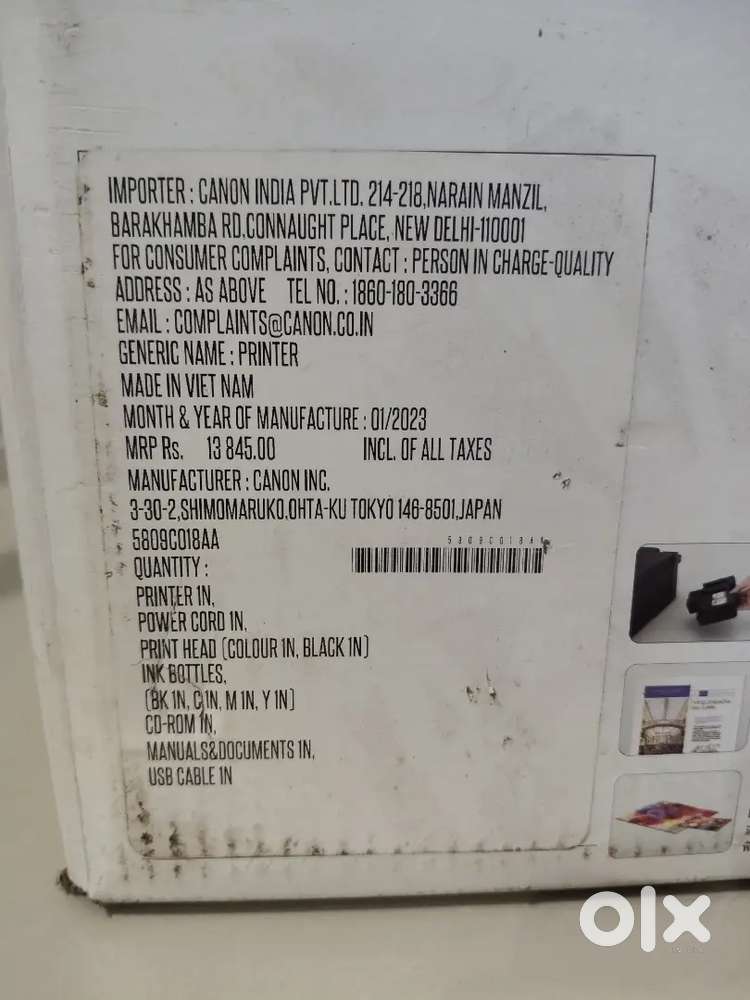 IMPORTER : CANON INDIA PVT.LTD. 214-218,NARAIN MANZIL,
BARAKHAMBA RD.CONNAUGHT PLACE, NEW DELHI-110001
FOR CONSUMER COMPLAINTS, CONTACT : PERSON IN CHARGE-QUALITY
ADDRESS : AS ABOVE TEL NO. : 1860-180-3366
EMAIL : COMPLAINTS@CANON.CO.IN
GENERIC NAME : PRINTER
MADE IN VIET NAM
MONTH & YEAR OF MANUFACTURE : 01/2023
MRP Rs. 13 845.00 INCL. OF ALL TAXES
MANUFACTURER : CANON INC.
3-30-2,SHIMOMARUKO.OHTA-KU TOKYO 146-8501,JAPAN
5809C018AA
5809C018AA
QUANTITY :
PRINTER 1N,
POWER CORD 1N,
PRINT HEAD (COLOUR 1N, BLACK 1N)
INK BOTTLES,
(BK 1N, C 1N, M 1N, Y 1N)
CD-ROM 1N,
MANUALS&DOCUMENTS 1N,
USB CABLE 1N
olx